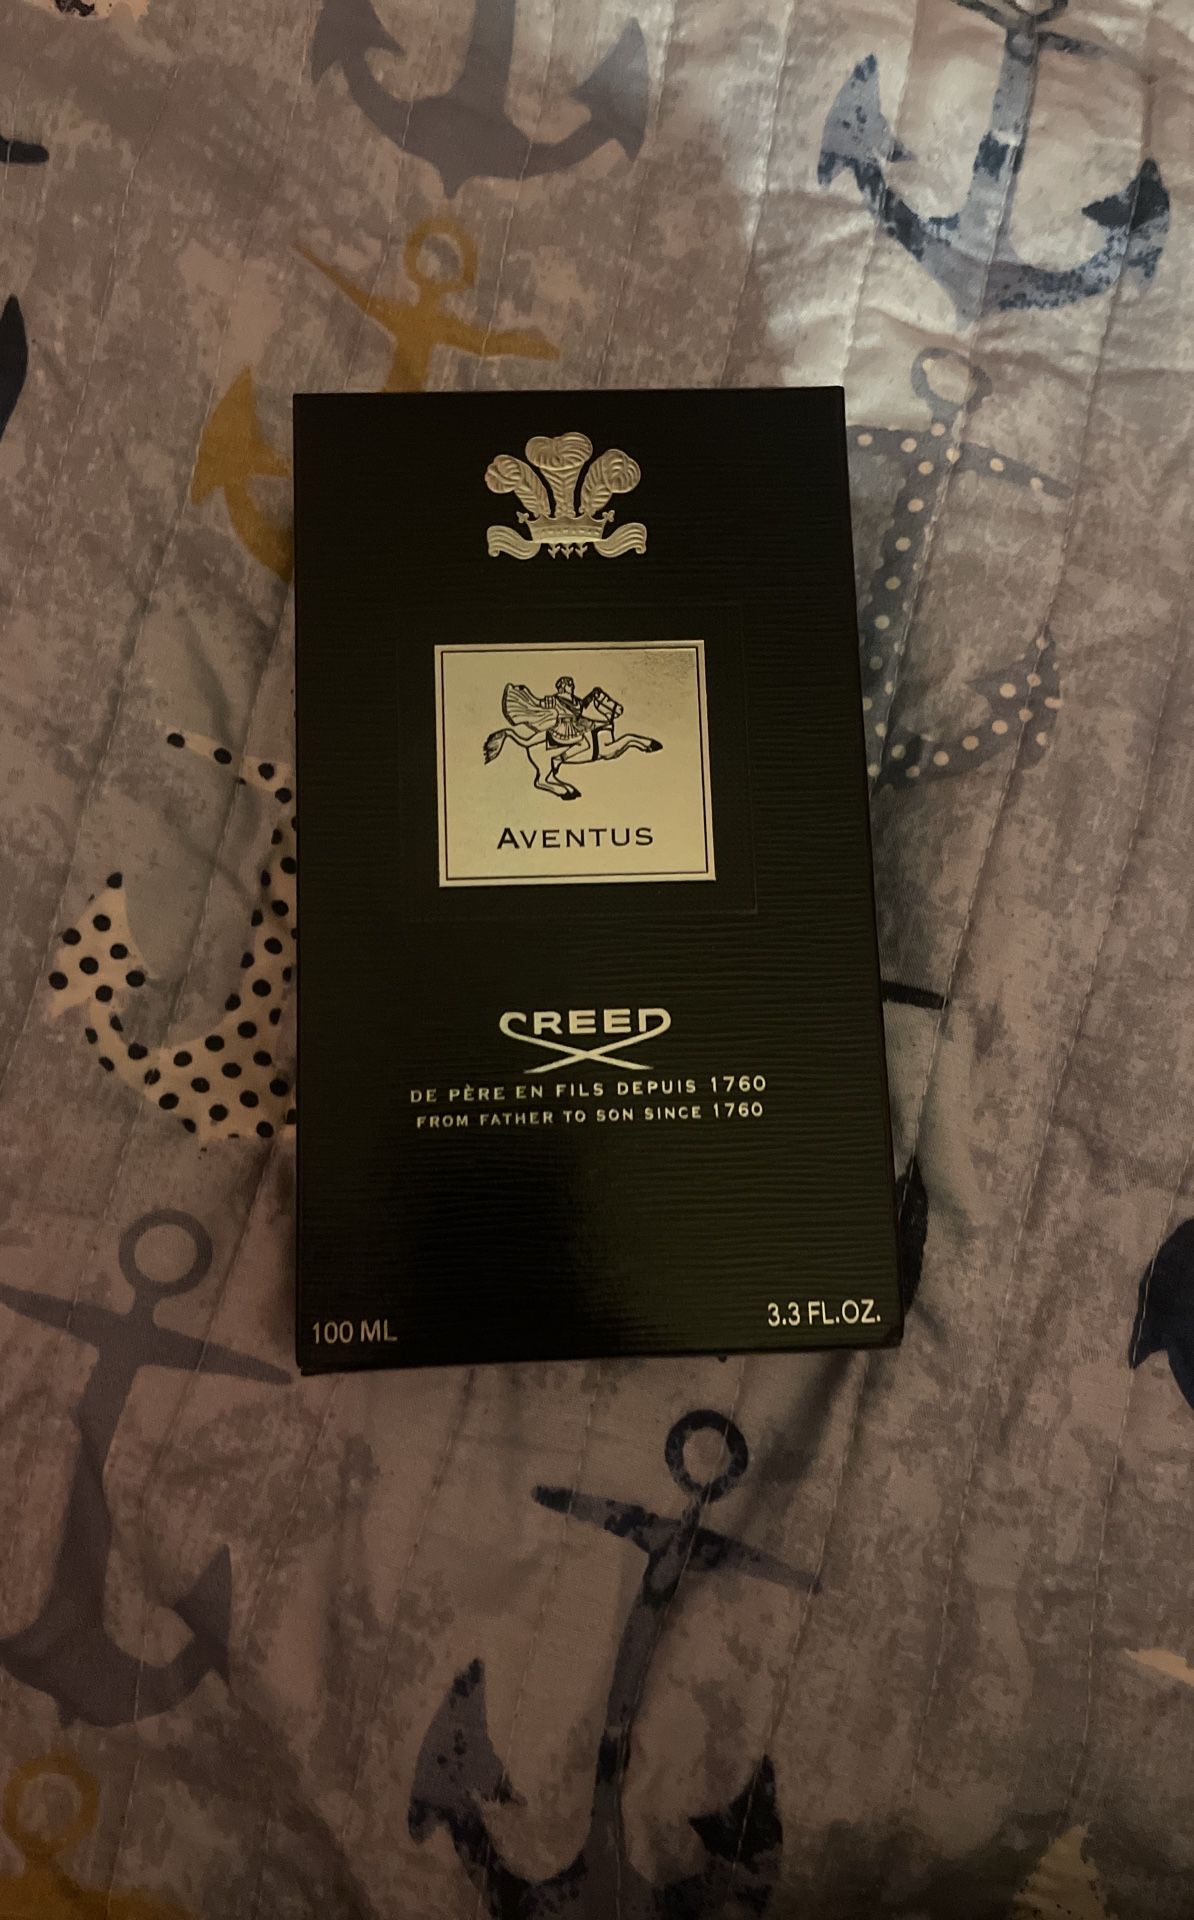 AVENTUS
CREED
DE PÈRE EN FILS DEPUIS 1760
FROM FATHER TO SON SINCE 1760
100 ML
3.3 FL.OZ.